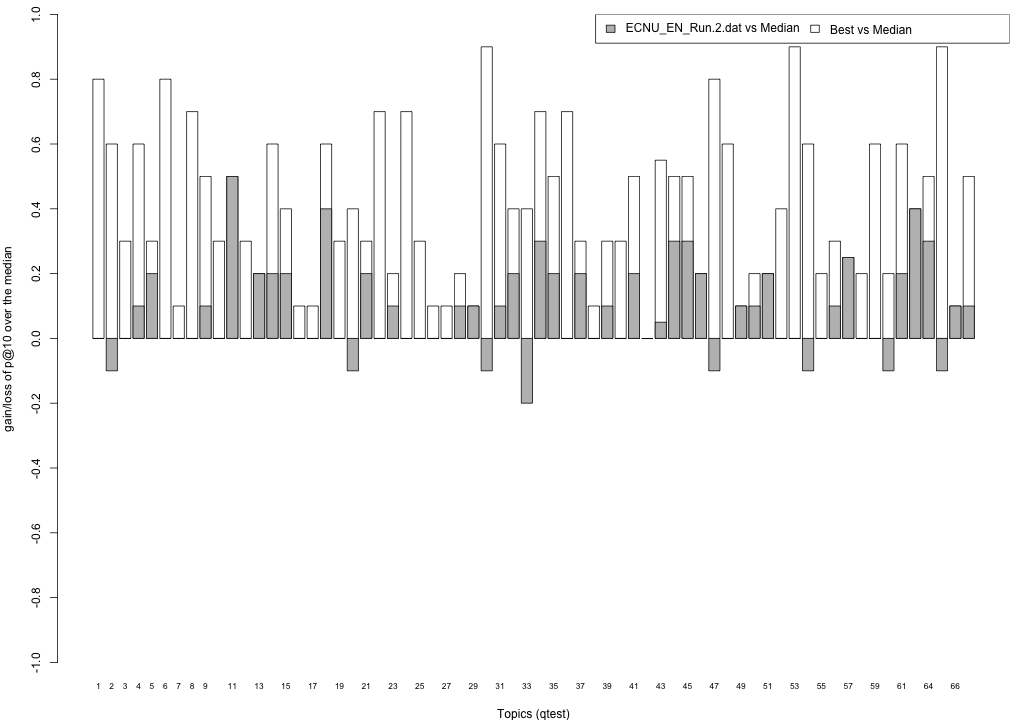 ECNU_EN_Run.2.dat vs Median Best vs Median
1.0
0.8
0.6
0.4
0.2
0.0
-0.2
-0.4
-0.6
-0.8
-1.0
gain/loss of p@10 over the median
1 2 3 4 5 6 7 8 9 11 13 15 17 19 21 23 25 27 29 31 33 35 37 39 41 43 45 47 49 51 53 55 57 59 61 64 66
Topics (qtest)